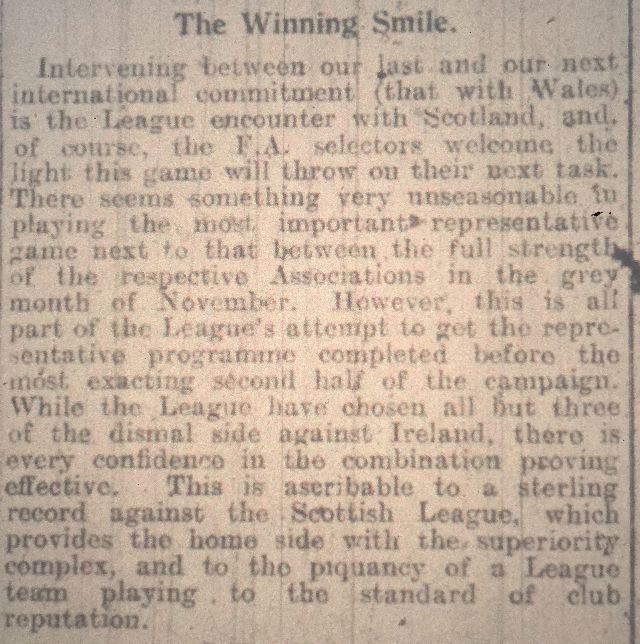 The Winning Smile.
Intervening between our last and our next
international commitment (that with Wales)
is the League encounter with Scotland, and,
of course, the F.A. selectors welcome the
light this game will throw on their next task.
There seems something very unseasonable in
playing the most important representative
game next to that between the full strength
of the respective Associations in the grey
month of November. However, this is all
part of the League's attempt to get the repre-
sentative programme completed before the
most exacting second half of the campaign.
While the League have chosen all but three
of the dismal side against Ireland, there is
every confidence in the combination proving
effective. This is ascribable to a sterling
record against the Scottish League, which
provides the home side with the superiority
complex, and to the piquancy of a League
team playing to the standard of club
reputation.